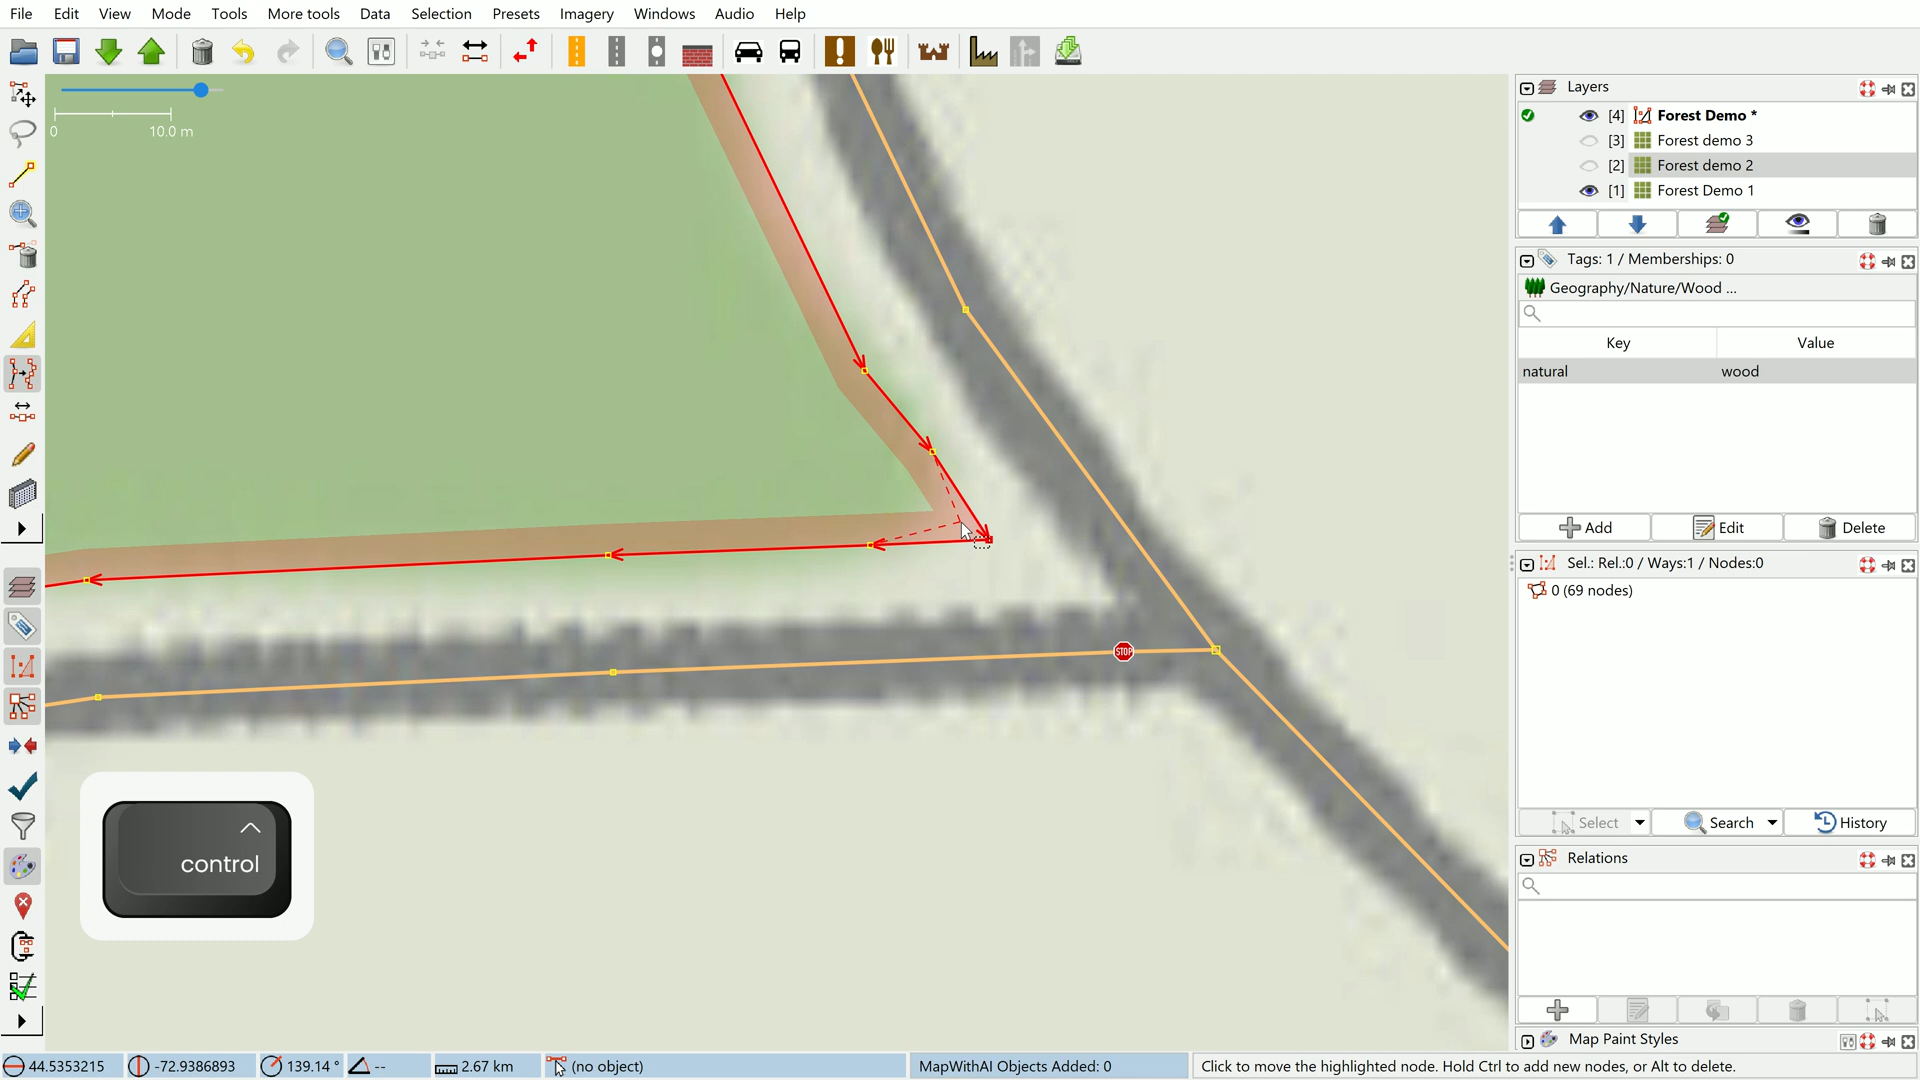 File Edit View Mode Tools More tools Data Selection Presets Imagery Windows Audio Help
0 10.0 m
Layers
[4] Forest Demo *
[3] Forest demo 3
[2] Forest demo 2
[1] Forest Demo 1
Tags: 1 / Memberships: 0
Geography/Nature/Wood ...
Key Value
natural wood
Add Edit Delete
Sel.: Rel.:0 / Ways:1 / Nodes:0
0 (69 nodes)
STOP
Select Search History
control
Relations
Map Paint Styles
44.5353215 -72.9386893 139.14 ° -- 2.67 km (no object) MapWithAI Objects Added: 0 Click to move the highlighted node. Hold Ctrl to add new nodes, or Alt to delete.